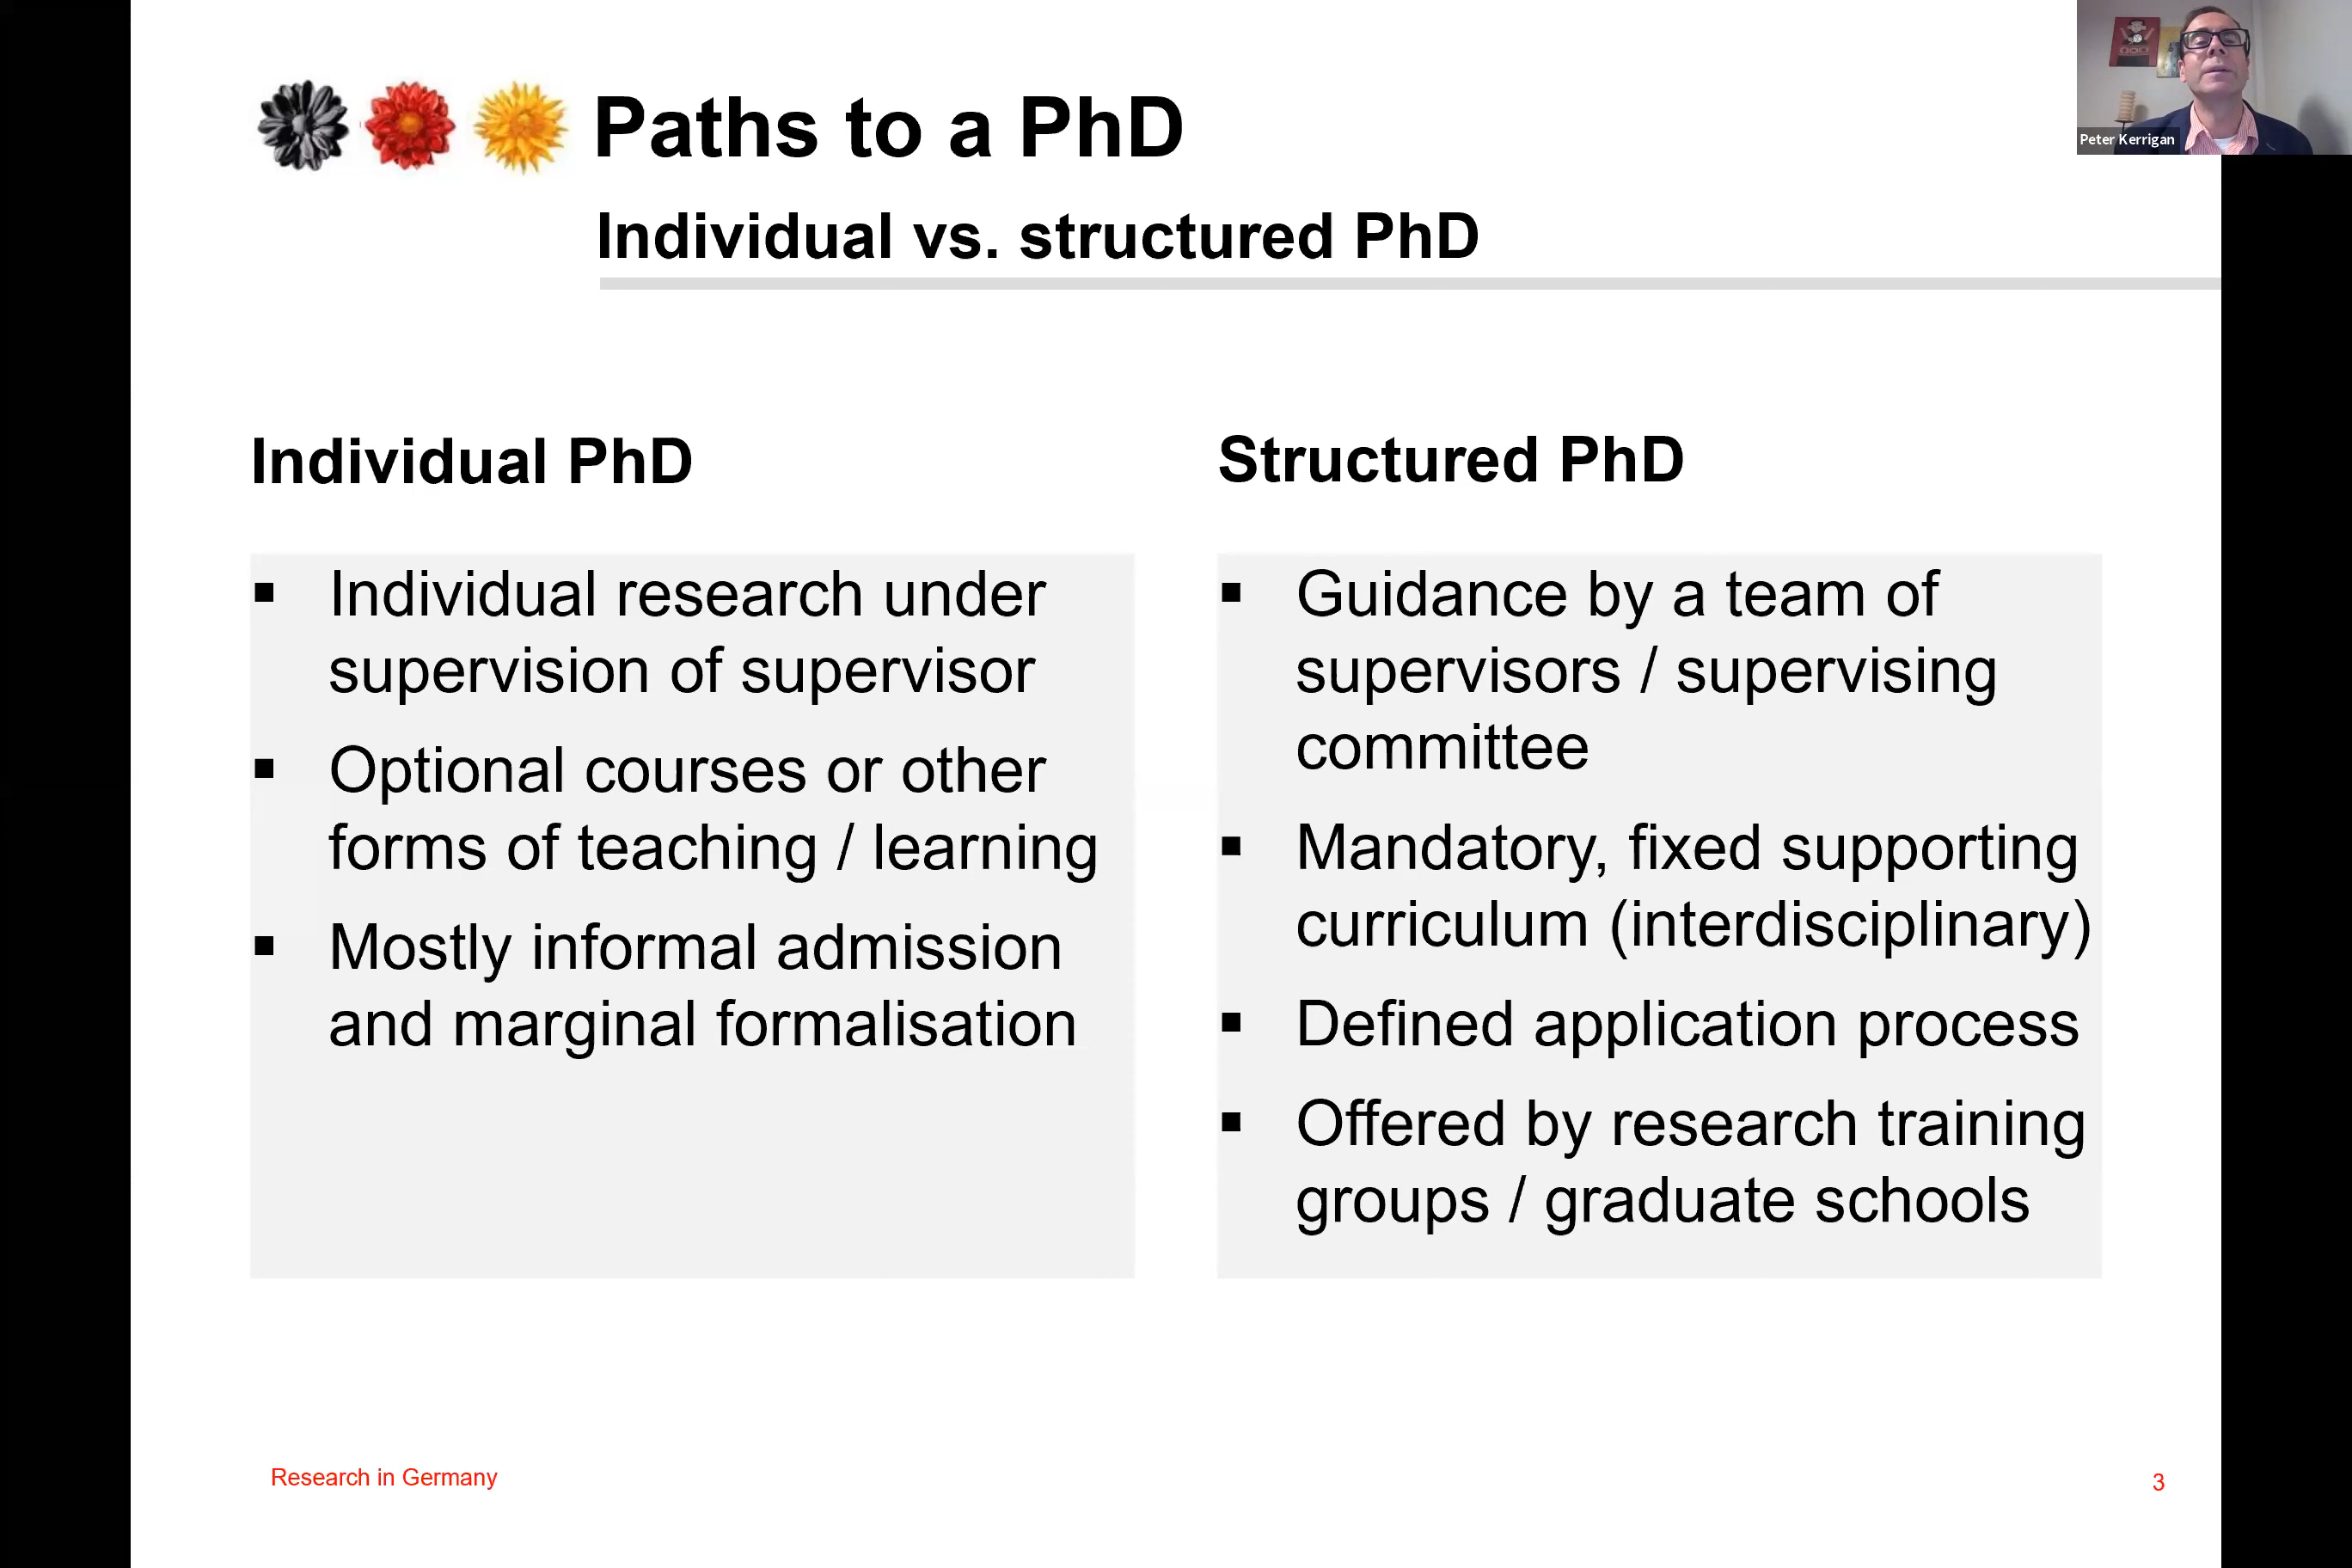 Paths to a PhD
Peter Kerrigan
Individual vs. structured PhD
Individual PhD
▪ Individual research under
supervision of supervisor
▪ Optional courses or other
forms of teaching / learning
▪ Mostly informal admission
and marginal formalisation
Structured PhD
▪ Guidance by a team of
supervisors / supervising
committee
▪ Mandatory, fixed supporting
curriculum (interdisciplinary)
▪ Defined application process
▪ Offered by research training
groups / graduate schools
Research in Germany
3